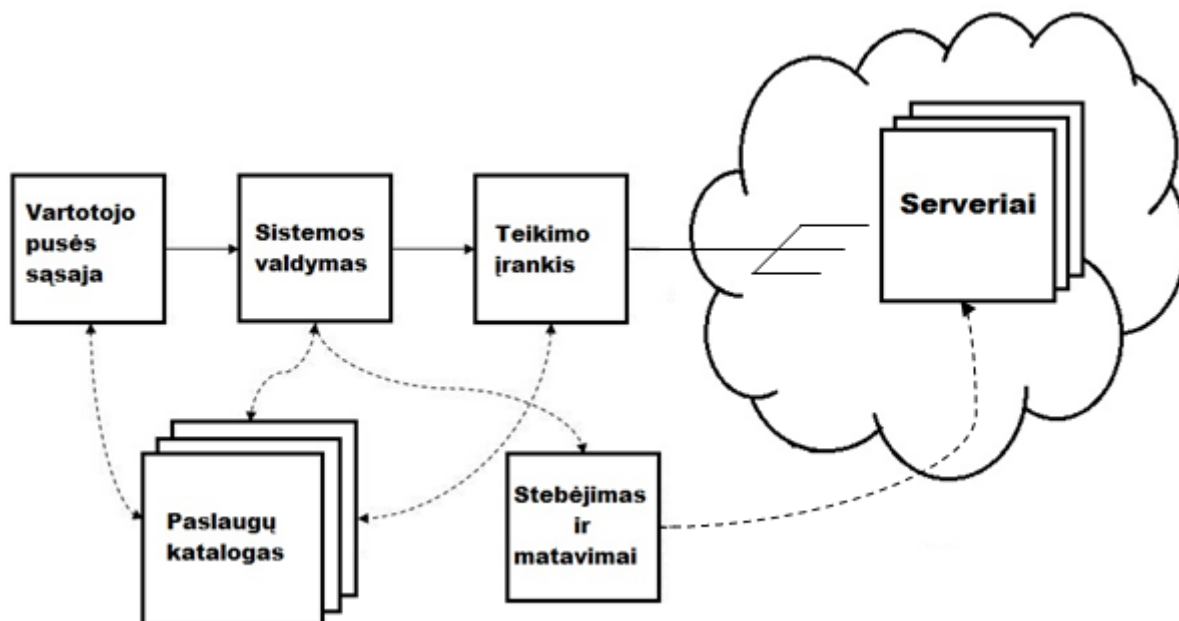 Vartotojo
pusės
sąsaja
Sistemos
valdymas
Teikimo
įrankis
Serveriai
Paslaugų
katalogas
Stebėjimas
ir
matavimai